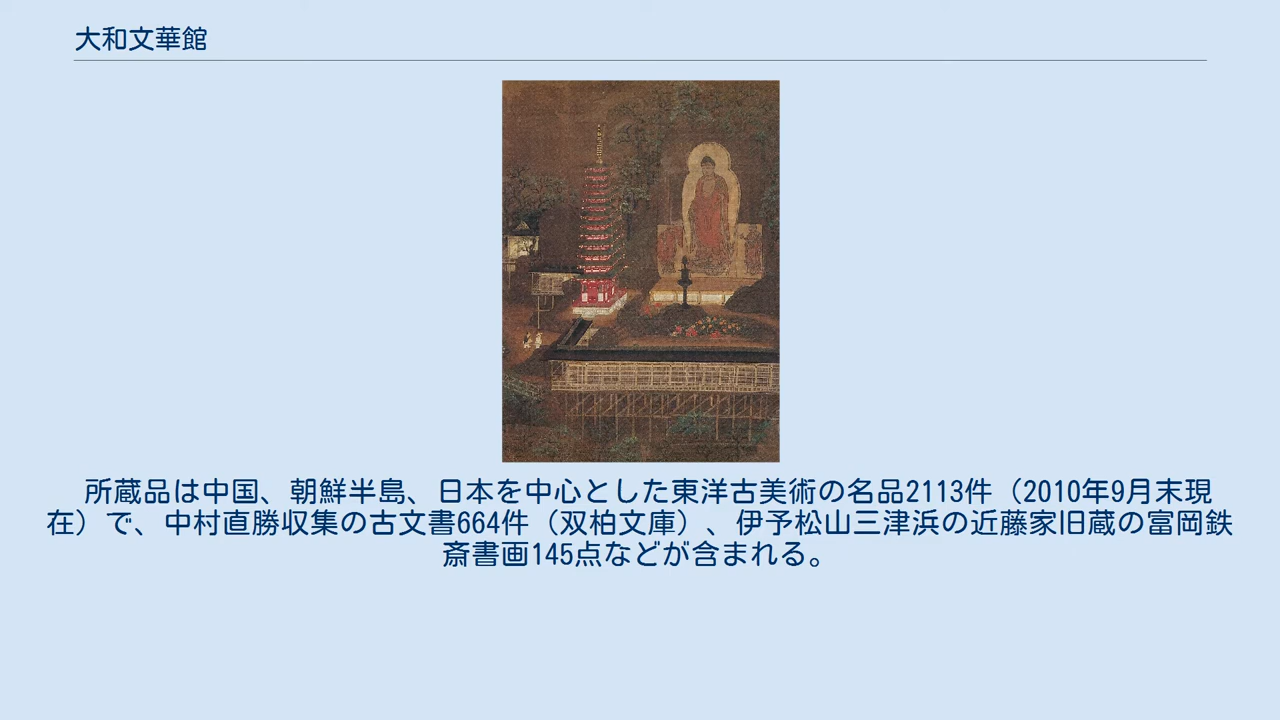 大和文華館
所蔵品は中国、朝鮮半島、日本を中心とした東洋古美術の名品2113件（2010年9月末現
在）で、中村直勝収集の古文書664件（双柏文庫）、伊予松山三津浜の近藤家旧蔵の富岡鉄
斎書画145点などが含まれる。